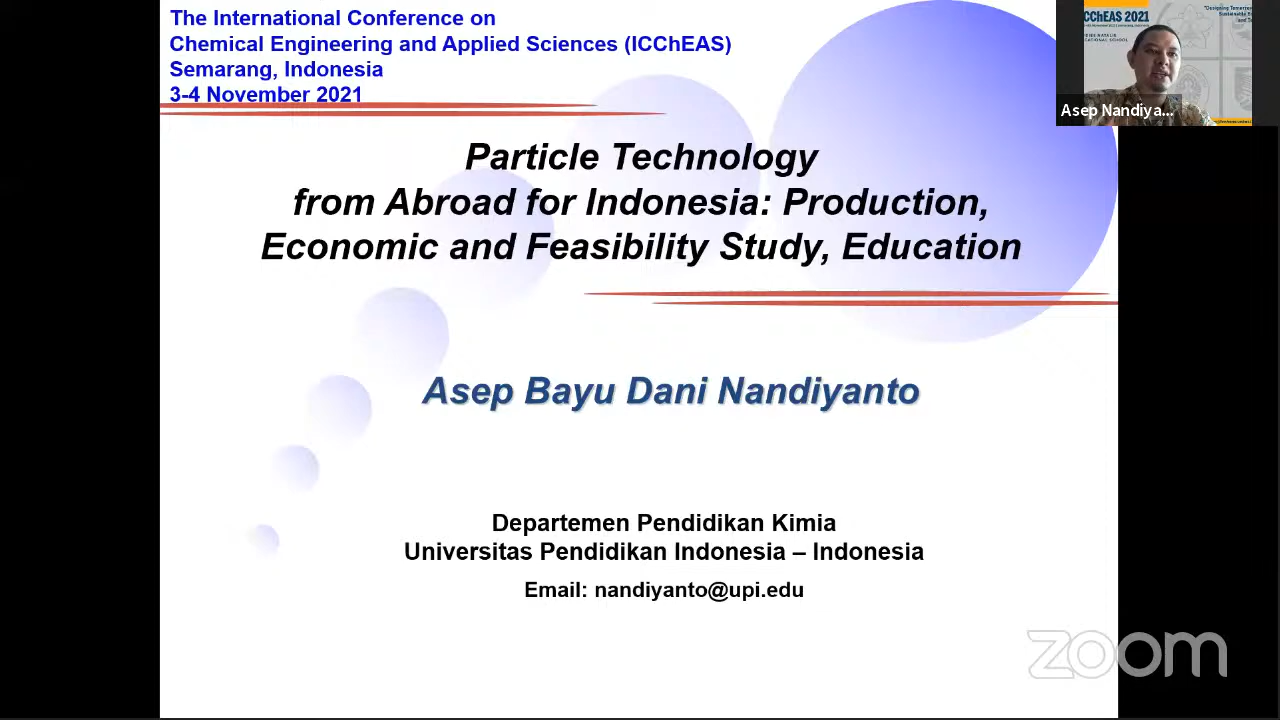 The International Conference on
Chemical Engineering and Applied Sciences (ICChEAS)
Semarang, Indonesia
3-4 November 2021
CChEAS 2021
Asep Nandiya...
Particle Technology
from Abroad for Indonesia: Production,
Economic and Feasibility Study, Education
Asep Bayu Dani Nandiyanto
Departemen Pendidikan Kimia
Universitas Pendidikan Indonesia – Indonesia
Email: nandiyanto@upi.edu
zoom